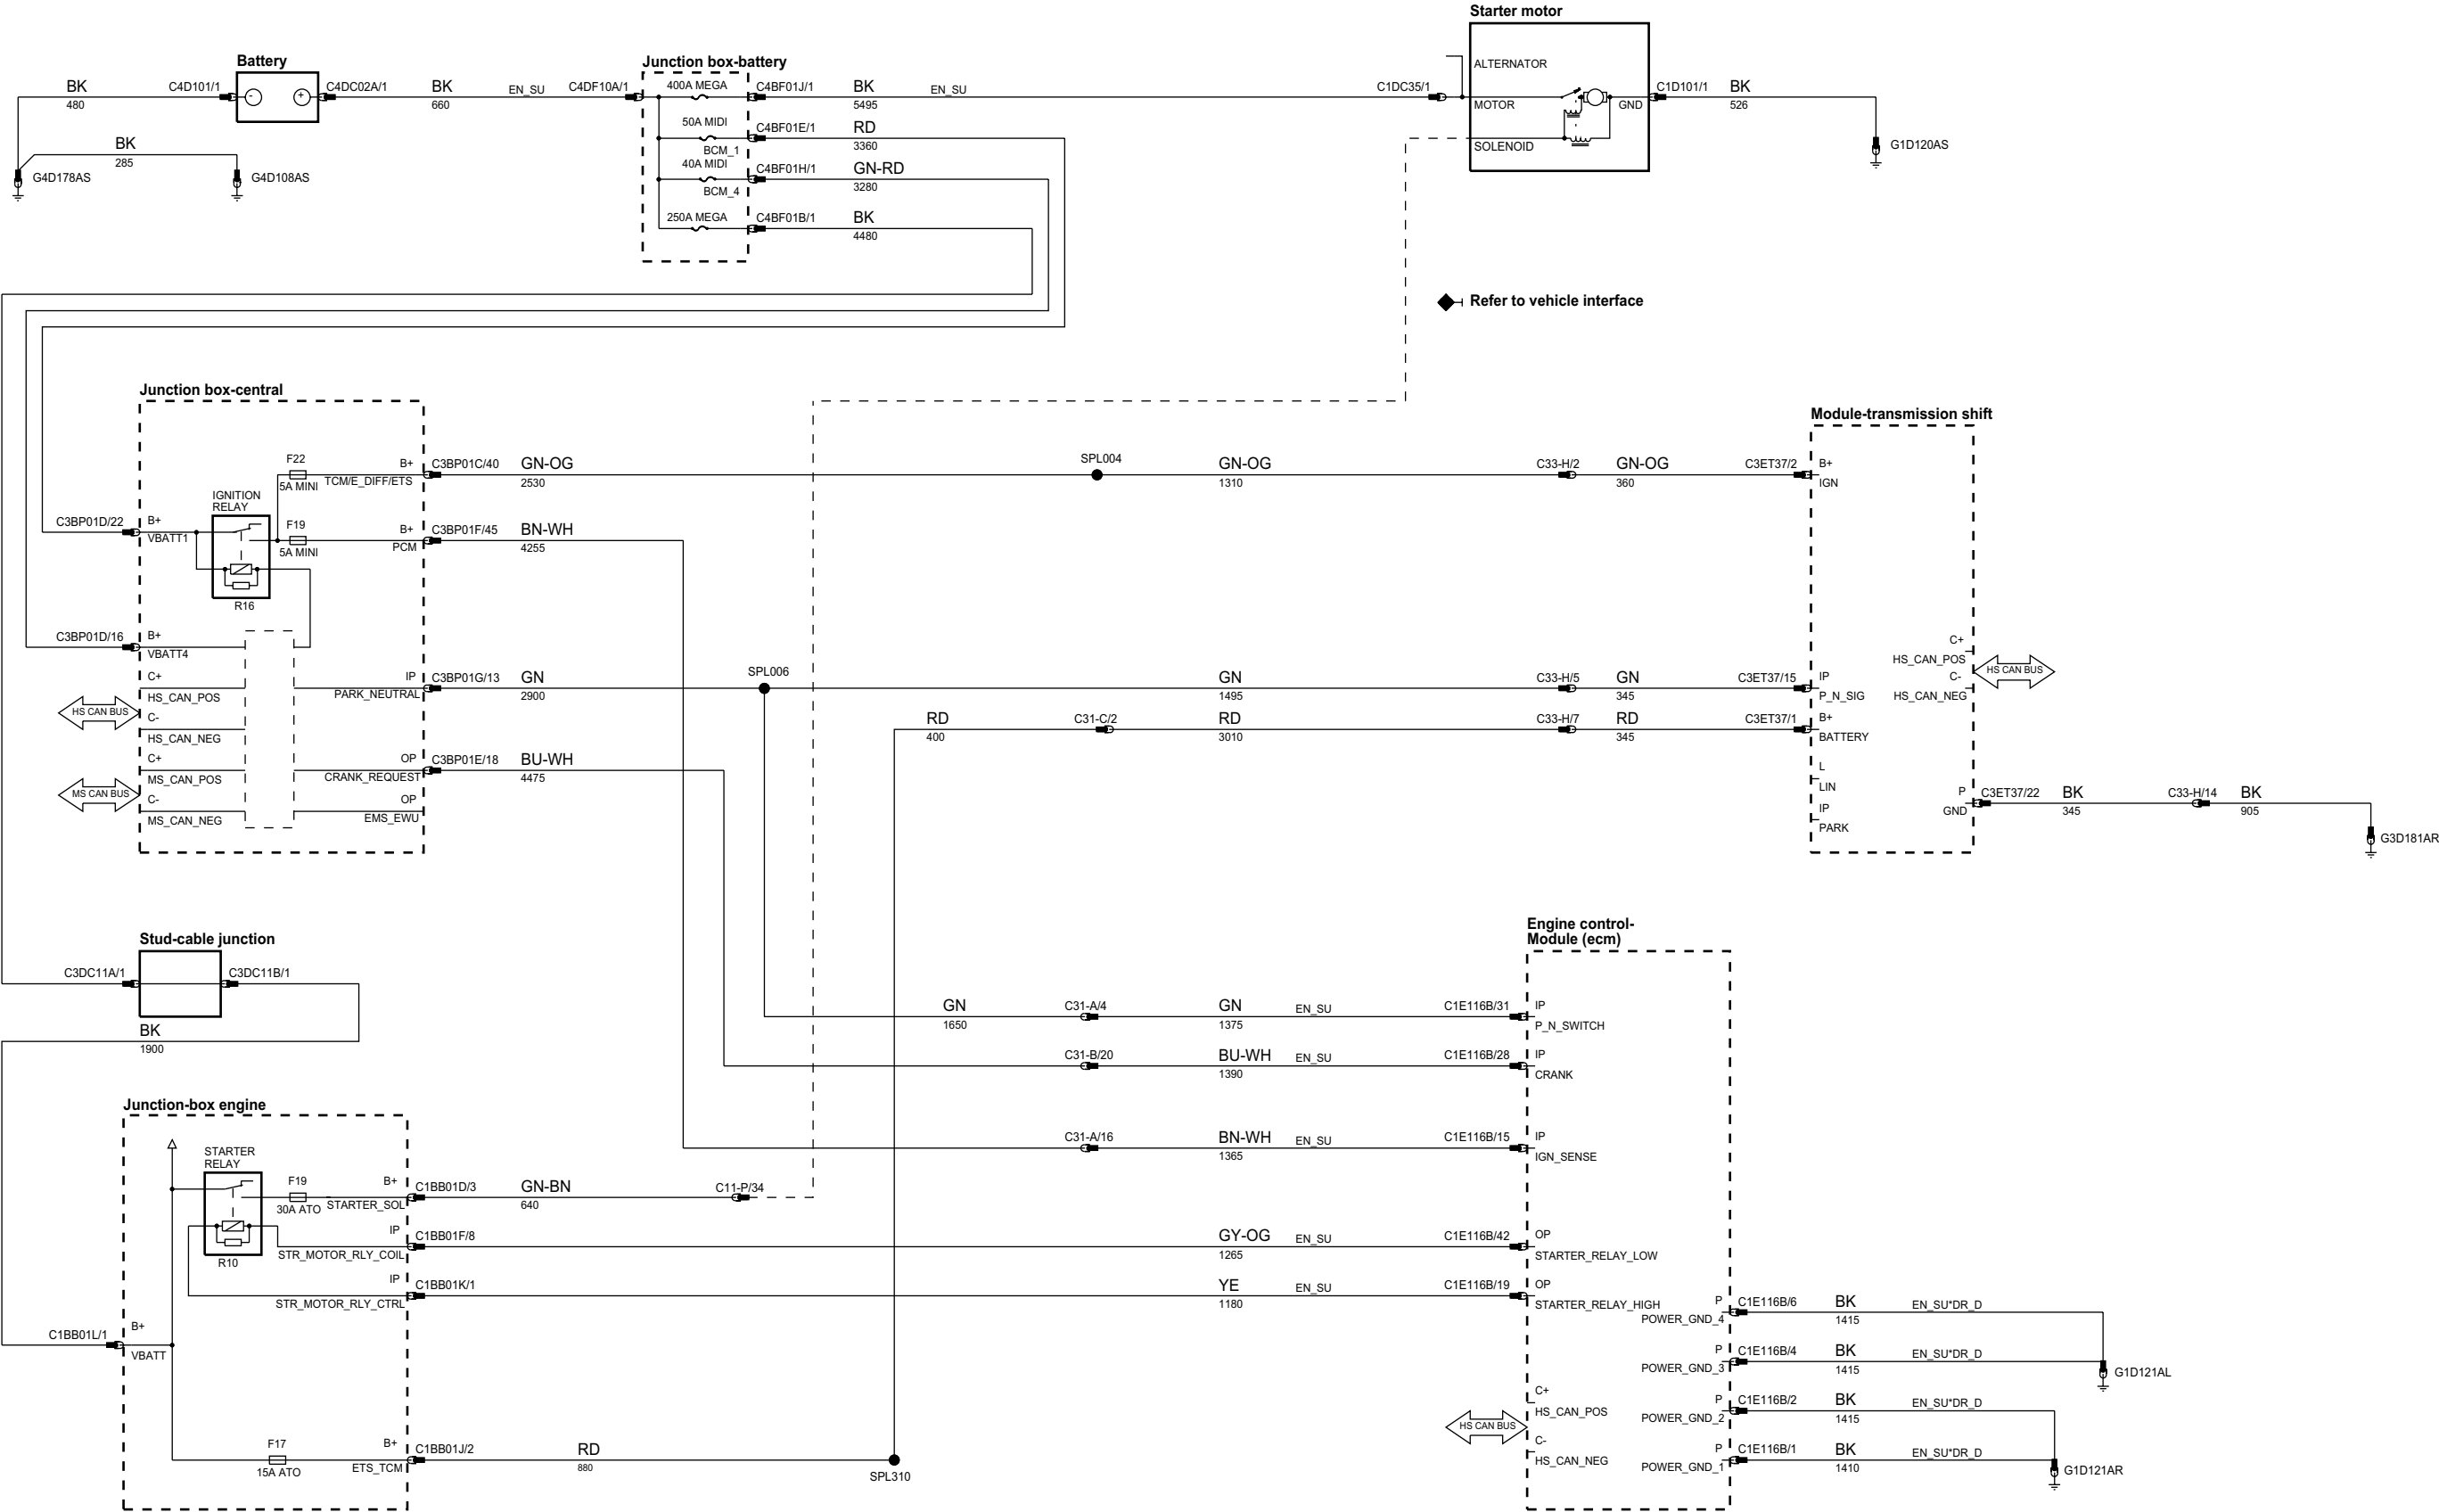 Starter motor
ALTERNATOR
C1DC35/1
MOTOR
GND
C1D101/1
BK
526
SOLENOID
G1D120AS
Battery
BK
480
C4D101/1
-
+
C4DC02A/1
BK
660
EN_SU
C4DF10A/1
BK
285
G4D178AS
G4D108AS
Junction box-battery
400A MEGA
C4BF01J/1
BK
5495
EN_SU
50A MIDI
BCM_1
C4BF01E/1
RD
3360
40A MIDI
BCM_4
C4BF01H/1
GN-RD
3280
250A MEGA
C4BF01B/1
BK
4480
Refer to vehicle interface
Junction box-central
F22
5A MINI
B+
TCM/E_DIFF/ETS
C3BP01C/40
GN-OG
2530
SPL004
GN-OG
1310
C33-H/2
GN-OG
360
C3ET37/2
IGNITION
RELAY
C3BP01D/22
B+
VBATT1
F19
5A MINI
B+
PCM
C3BP01F/45
BN-WH
4255
R16
C3BP01D/16
B+
VBATT4
C+
HS_CAN_POS
HS CAN BUS
C-
HS_CAN_NEG
C+
MS_CAN_POS
MS CAN BUS
C-
MS_CAN_NEG
IP
PARK_NEUTRAL
C3BP01G/13
GN
2900
SPL006
GN
1495
C33-H/5
GN
345
C3ET37/15
RD
400
C31-C/2
RD
3010
C33-H/7
RD
345
C3ET37/1
OP
CRANK_REQUEST
C3BP01E/18
BU-WH
4475
OP
EMS_EWU
Module-transmission shift
B+
IGN
C+
HS_CAN_POS
C-
HS_CAN_NEG
HS CAN BUS
IP
P_N_SIG
B+
BATTERY
L
LIN
IP
PARK
P
GND
C3ET37/22
BK
345
C33-H/14
BK
905
G3D181AR
Stud-cable junction
C3DC11A/1
C3DC11B/1
BK
1900
Engine control-
Module (ecm)
GN
1650
C31-A/4
GN
1375
EN_SU
C1E116B/31
IP
P_N_SWITCH
C31-B/20
BU-WH
1390
EN_SU
C1E116B/28
IP
CRANK
C31-A/16
BN-WH
1365
EN_SU
C1E116B/15
IP
IGN_SENSE
Junction-box engine
STARTER
RELAY
F19
30A ATO
B+
STARTER_SOL
C1BB01D/3
GN-BN
640
C11-P/34
IP
STR_MOTOR_RLY_COIL
C1BB01F/8
GY-OG
1265
EN_SU
C1E116B/42
OP
STARTER_RELAY_LOW
R10
IP
STR_MOTOR_RLY_CTRL
C1BB01K/1
YE
1180
EN_SU
C1E116B/19
OP
STARTER_RELAY_HIGH
C1BB01L/1
B+
VBATT
F17
15A ATO
B+
ETS_TCM
C1BB01J/2
RD
880
SPL310
P
POWER_GND_4
C1E116B/6
BK
1415
EN_SU*DR_D
P
POWER_GND_3
C1E116B/4
BK
1415
EN_SU*DR_D
G1D121AL
C+
HS_CAN_POS
HS CAN BUS
C-
HS_CAN_NEG
P
POWER_GND_2
C1E116B/2
BK
1415
EN_SU*DR_D
P
POWER_GND_1
C1E116B/1
BK
1410
EN_SU*DR_D
G1D121AR